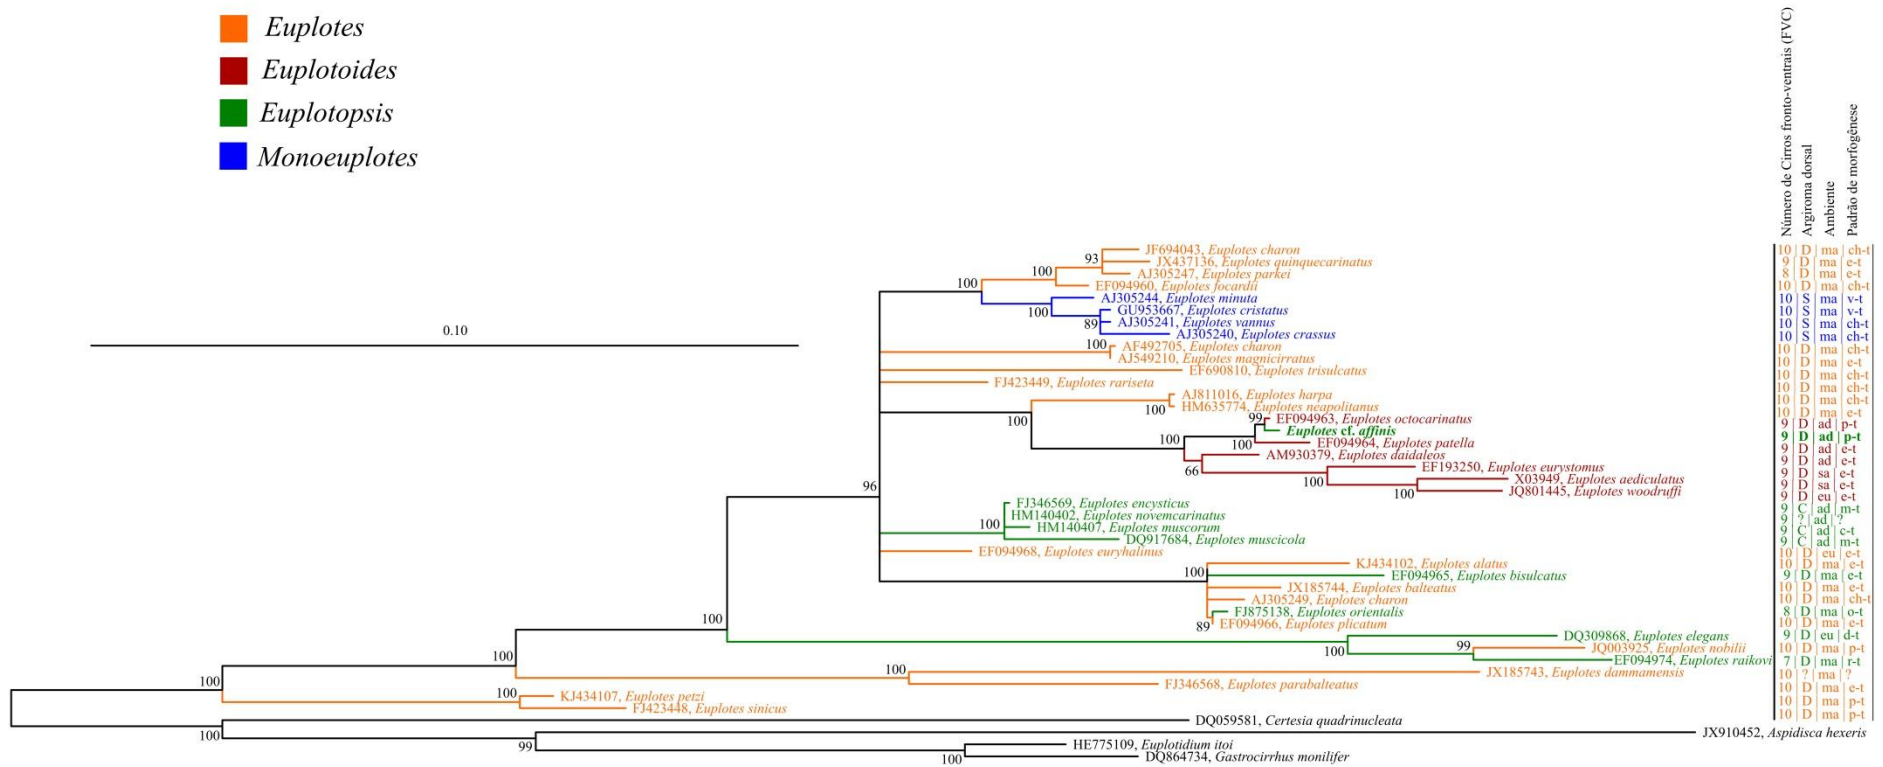 Euplotes
Euplotoides
Euplotopsis
Monoeuplotes
Número de Cirros fronto-ventrais (FVC)
Argiroma dorsal
Ambiente
Padrão de morfogênese
0.10
JF694043, Euplotes charon
93
JX437136, Euplotes quinquecarinatus
AJ305247, Euplotes parkei
100
EF094960, Euplotes focardii
100
AJ305244, Euplotes minuta
GU953667, Euplotes cristatus
100
AJ305241, Euplotes vannus
89
AJ305240, Euplotes crassus
100
AF492705, Euplotes charon
AJ549210, Euplotes magnicirratus
EF690810, Euplotes trisulcatus
FJ423449, Euplotes rariseta
AJ811016, Euplotes harpa
100
HM635774, Euplotes neapolitanus
100
99
EF094963, Euplotes octocarinatus
Euplotes cf. affinis
100
100
EF094964, Euplotes patella
AM930379, Euplotes daidaleos
66
EF193250, Euplotes eurystomus
100
X03949, Euplotes aediculatus
100
JQ801445, Euplotes woodruffi
96
FJ346569, Euplotes encysticus
HM140402, Euplotes novemcarinatus
100
HM140407, Euplotes muscorum
DQ917684, Euplotes muscicola
EF094968, Euplotes euryhalinus
KJ434102, Euplotes alatus
100
EF094965, Euplotes bisulcatus
JX185744, Euplotes balteatus
AJ305249, Euplotes charon
FJ875138, Euplotes orientalis
89
EF094966, Euplotes plicatum
100
DQ309868, Euplotes elegans
100
99
JQ003925, Euplotes nobilii
EF094974, Euplotes raikovi
100
JX185743, Euplotes dammamensis
FJ346568, Euplotes parabalteatus
100
100
KJ434107, Euplotes petzi
FJ423448, Euplotes sinicus
DQ059581, Certesia quadrinucleata
100
JX910452, Aspidisca hexeris
99
HE775109, Euplotidium itoi
100
DQ864734, Gastrocirrhus monilifer
10 | D | ma | ch-t
9 | D | ma | e-t
8 | D | ma | e-t
10 | D | ma | ch-t
10 | S | ma | v-t
10 | S | ma | v-t
10 | S | ma | ch-t
10 | S | ma | ch-t
10 | D | ma | ch-t
10 | D | ma | e-t
10 | D | ma | ch-t
10 | D | ma | ch-t
10 | D | ma | ch-t
10 | D | ma | e-t
9 | D | ad | p-t
9 | D | ad | p-t
9 | D | ad | e-t
9 | D | ad | e-t
9 | D | sa | e-t
9 | D | sa | e-t
9 | D | eu | e-t
9 | C | ad | m-t
9 | ? | ad | ?
9 | C | ad | c-t
9 | C | ad | m-t
10 | D | eu | e-t
10 | D | ma | e-t
9 | D | ma | e-t
10 | D | ma | e-t
10 | D | ma | ch-t
8 | D | ma | o-t
10 | D | ma | e-t
9 | D | eu | d-t
10 | D | ma | p-t
7 | D | ma | r-t
10 | ? | ma | ?
10 | D | ma | e-t
10 | D | ma | p-t
10 | D | ma | p-t